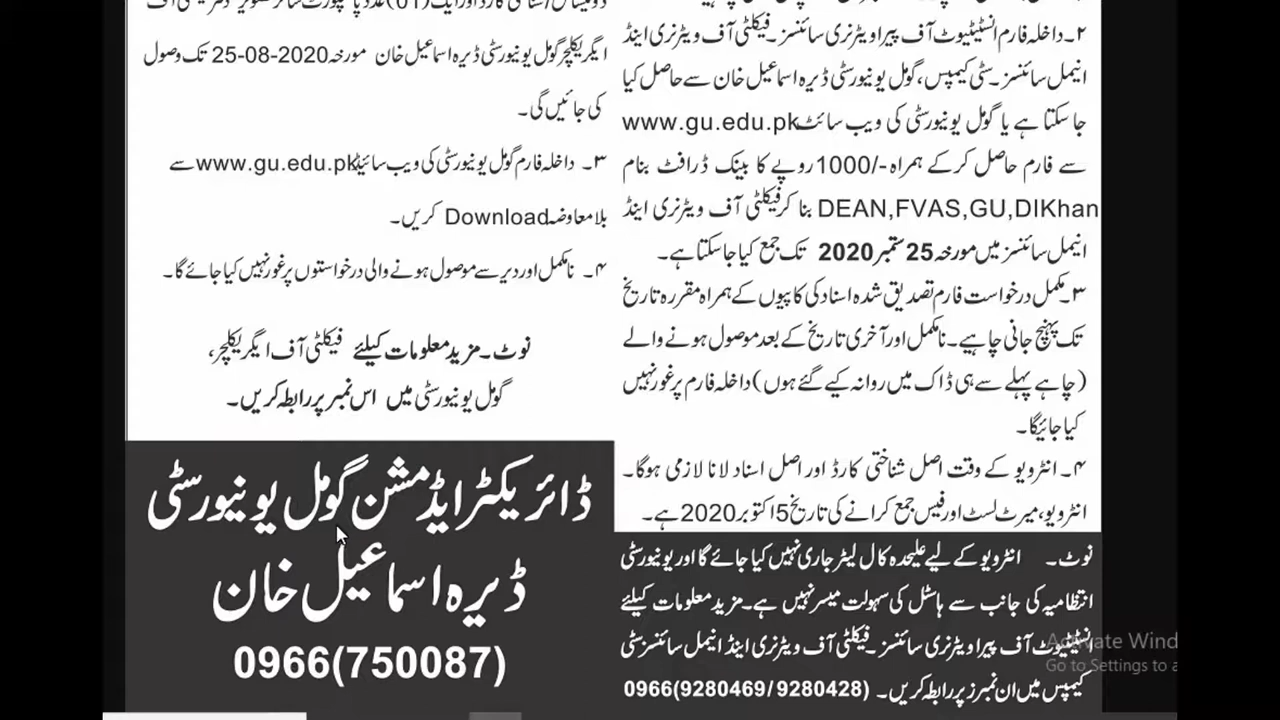 ۲۔ داخلہ فارم انسٹیٹیوٹ آف پیراویٹرنری سائنسز۔ فیکلٹی آف ویٹرنری اینڈ
انیمل سائنسز۔ سٹی کیمپس، گومل یونیورسٹی ڈیرہ اسماعیل خان سے حاصل کیا
جا سکتا ہے یا گومل یونیورسٹی کی ویب سائٹ www.gu.edu.pk
سے فارم حاصل کر کے ہمراہ -/1000 روپے کا بینک ڈرافٹ بنام
DEAN,FVAS,GU,DIKhan بنا کر فیکلٹی آف ویٹرنری اینڈ
انیمل سائنسز میں مورخہ 25 ستمبر 2020 تک جمع کیا جا سکتا ہے۔
۳۔ مکمل درخواست فارم تصدیق شدہ اسناد کی کاپیوں کے ہمراہ مقررہ تاریخ
تک پہنچ جانی چاہیے۔ نامکمل اور آخری تاریخ کے بعد موصول ہونے والے
(چاہے پہلے سے ہی ڈاک میں روانہ کیے گئے ہوں) داخلہ فارم پر غور نہیں
کیا جائیگا۔
۴۔ انٹرویو کے وقت اصل شناختی کارڈ اور اصل اسناد لانا لازمی ہوگا۔
انٹرویو، میرٹ لسٹ اور فیس جمع کرانے کی تاریخ 5 اکتوبر 2020 ہے۔
نوٹ۔ انٹرویو کے لیے علیحدہ کال لیٹر جاری نہیں کیا جائے گا اور یونیورسٹی
انتظامیہ کی جانب سے ہاسٹل کی سہولت میسر نہیں ہے۔ مزید معلومات کیلئے
انسٹیٹیوٹ آف پیراویٹرنری سائنسز۔ فیکلٹی آف ویٹرنری اینڈ انیمل سائنسز سٹی
کیمپس میں ان نمبرز پر رابطہ کریں۔ 0966(9280469/9280428)
ایگریکلچر گومل یونیورسٹی ڈیرہ اسماعیل خان مورخہ 25-08-2020 تک وصول
کی جائیں گی۔
۳۔ داخلہ فارم گومل یونیورسٹی کی ویب سائیٹ www.gu.edu.pk سے
بلا معاوضہ Download کریں۔
۴۔ نامکمل اور دیر سے موصول ہونے والی درخواستوں پر غور نہیں کیا جائے گا۔
نوٹ۔ مزید معلومات کیلئے فیکلٹی آف ایگریکلچر،
گومل یونیورسٹی میں اس نمبر پر رابطہ کریں۔
ڈائریکٹر ایڈمشن گومل یونیورسٹی
ڈیرہ اسماعیل خان
0966(750087)
Activate Wind
Go to Settings to a